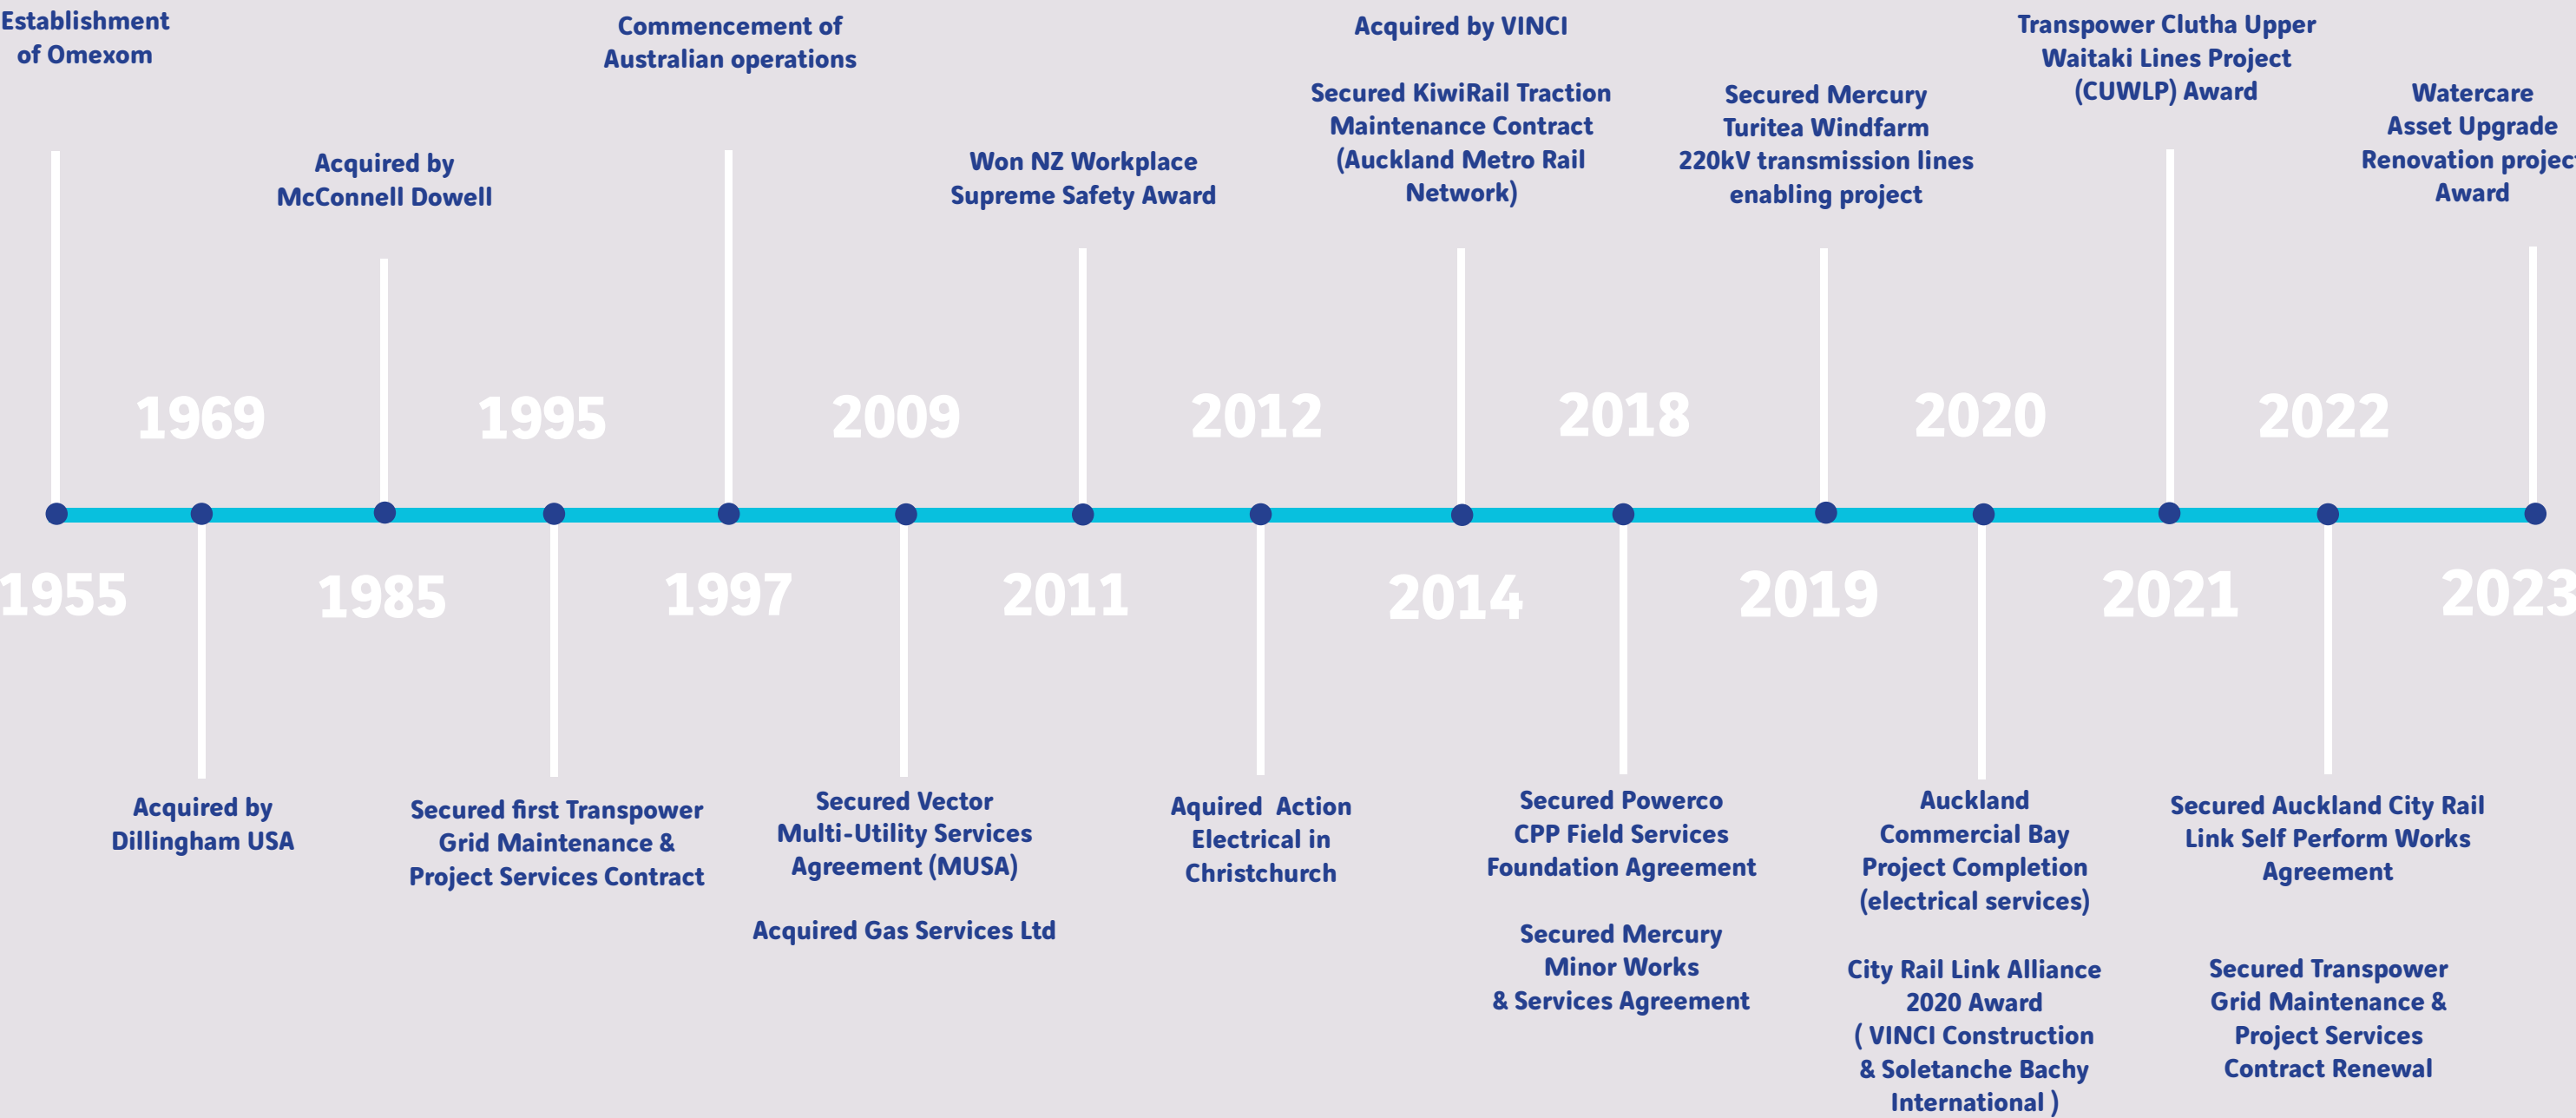 Establishment
of Omexom
Commencement of
Australian operations
Acquired by VINCI
Secured KiwiRail Traction
Maintenance Contract
(Auckland Metro Rail
Network)
Transpower Clutha Upper
Waitaki Lines Project
(CUWLP) Award
Acquired by
McConnell Dowell
Won NZ Workplace
Supreme Safety Award
Secured Mercury
Turitea Windfarm
220kV transmission lines
enabling project
Watercare
Asset Upgrade
Renovation project
Award
1969
1995
2009
2012
2018
2020
2022
1955
1985
1997
2011
2014
2019
2021
2023
Acquired by
Dillingham USA
Secured first Transpower
Grid Maintenance &
Project Services Contract
Secured Vector
Multi-Utility Services
Agreement (MUSA)
Acquired Gas Services Ltd
Aquired  Action
Electrical in
Christchurch
Secured Powerco
CPP Field Services
Foundation Agreement
Secured Mercury
Minor Works
& Services Agreement
Auckland
Commercial Bay
Project Completion
(electrical services)
City Rail Link Alliance
2020 Award
( VINCI Construction
& Soletanche Bachy
International )
Secured Auckland City Rail
Link Self Perform Works
Agreement
Secured Transpower
Grid Maintenance &
Project Services
Contract Renewal